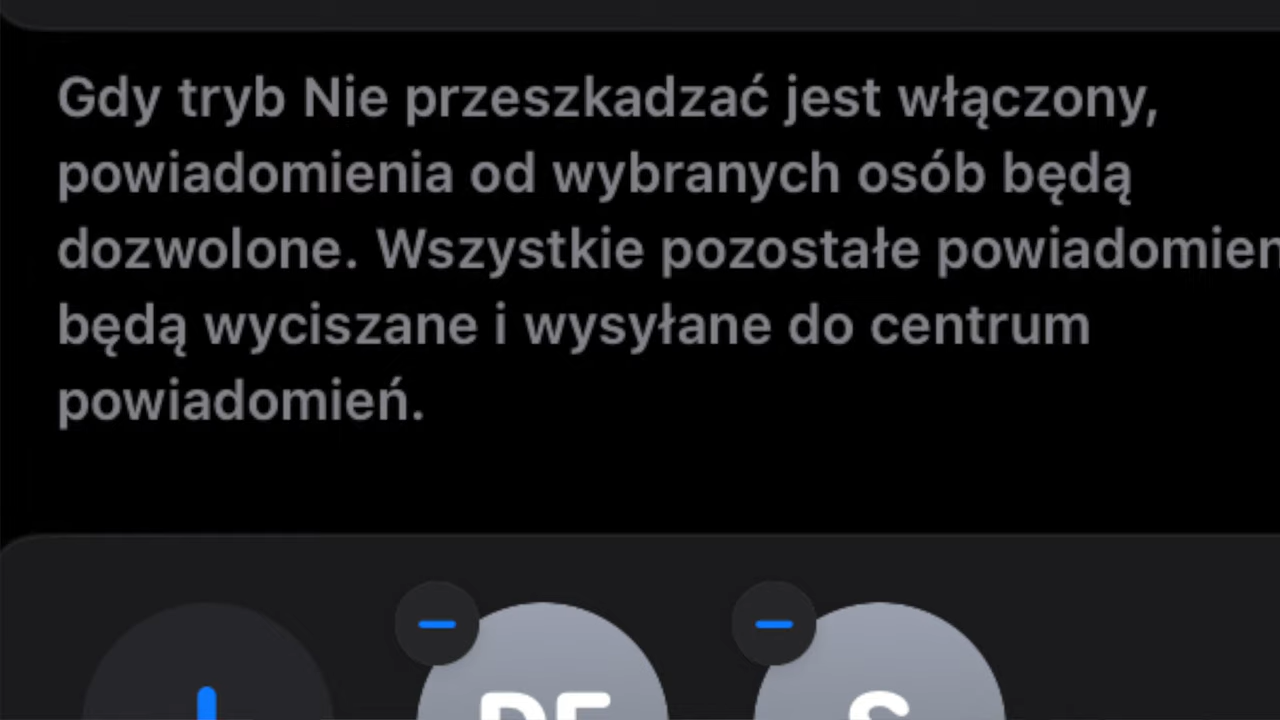 Gdy tryb Nie przeszkadzać jest włączony,
powiadomienia od wybranych osób będą
dozwolone. Wszystkie pozostałe
będą wyciszane i wysyłane do centrum
powiadomień.
S